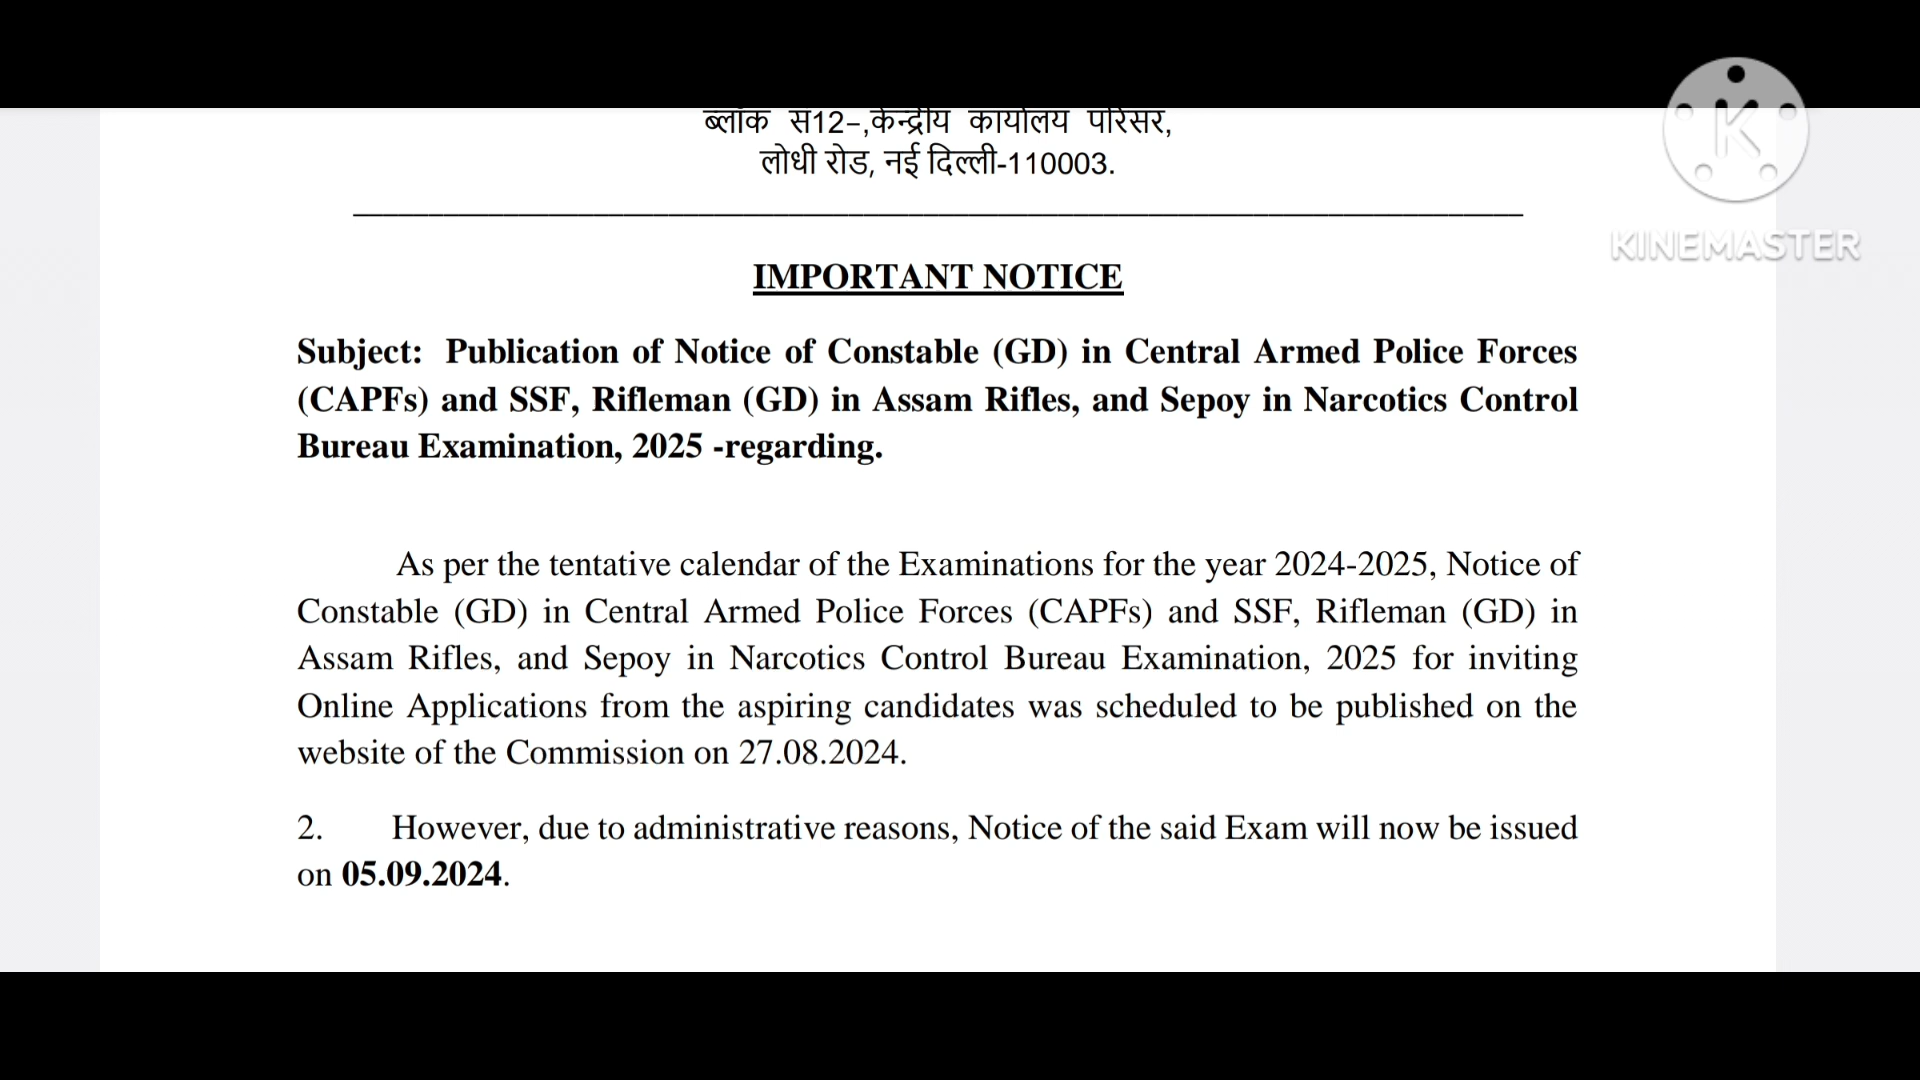 ब्लॉक स12–,केन्द्रीय कार्यालय परिसर,
लोधी रोड, नई दिल्ली-110003.
KINEMASTER
IMPORTANT NOTICE
Subject: Publication of Notice of Constable (GD) in Central Armed Police Forces
(CAPFs) and SSF, Rifleman (GD) in Assam Rifles, and Sepoy in Narcotics Control
Bureau Examination, 2025 -regarding.
As per the tentative calendar of the Examinations for the year 2024-2025, Notice of
Constable (GD) in Central Armed Police Forces (CAPFs) and SSF, Rifleman (GD) in
Assam Rifles, and Sepoy in Narcotics Control Bureau Examination, 2025 for inviting
Online Applications from the aspiring candidates was scheduled to be published on the
website of the Commission on 27.08.2024.
2. However, due to administrative reasons, Notice of the said Exam will now be issued
on 05.09.2024.